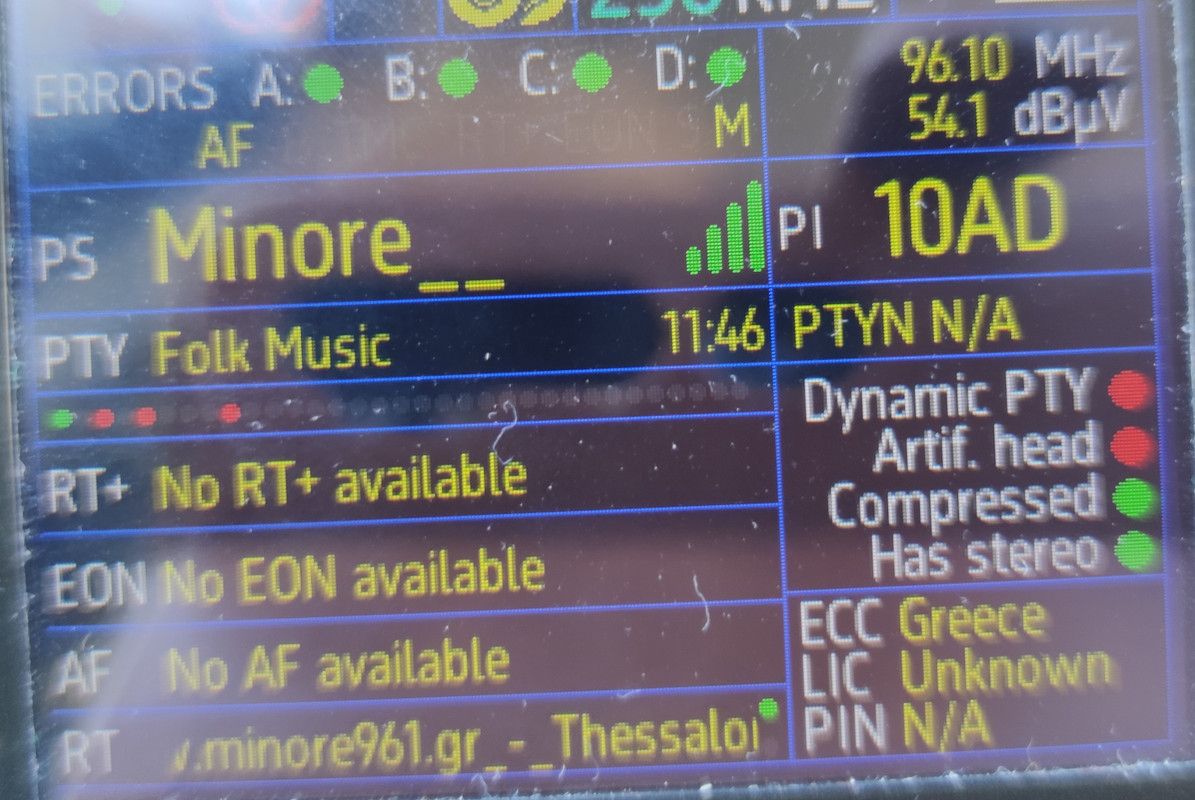 ERRORS A: B: C: D:
96.10 MHz
54.1 dBµV
AF M
PS Minore__
PI 10AD
PTY Folk Music 11:46
PTYN N/A
Dynamic PTY
Artif. head
Compressed
Has stereo
RT+ No RT+ available
EON No EON available
AF No AF available
RT .minore961.gr_-_Thessalo
ECC Greece
LIC Unknown
PIN N/A